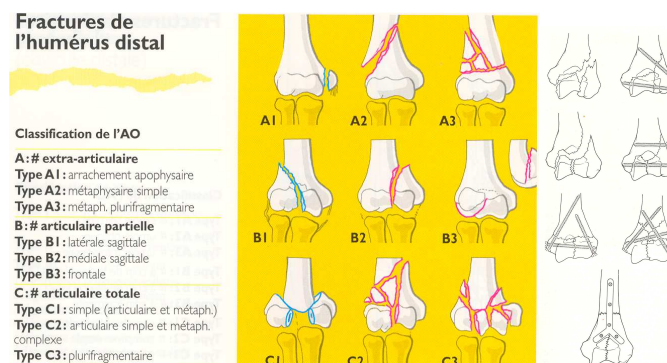 Fractures de
l'humérus distal
Classification de l'AO
A : # extra-articulaire
Type A1 : arrachement apophysaire
Type A2 : métaphysaire simple
Type A3 : métaph. plurifragmentaire
B : # articulaire partielle
Type B1 : latérale sagittale
Type B2 : médiale sagittale
Type B3 : frontale
C : # articulaire totale
Type C1 : simple (articulaire et métaph.)
Type C2 : articulaire simple et métaph.
complexe
Type C3 : plurifragmentaire
A1 A2 A3
B1 B2 B3
C1 C2 C3